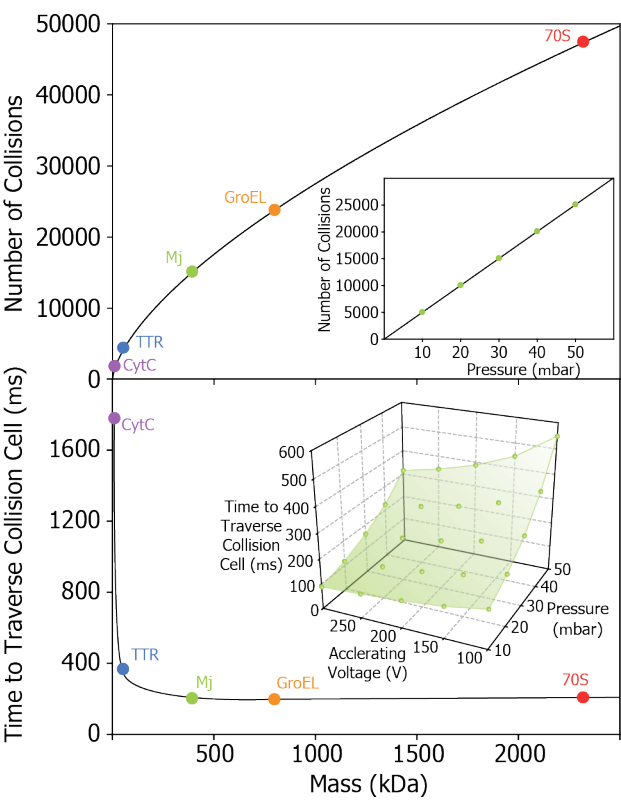 Number of Collisions
50000
40000
30000
20000
10000
0
70S
GroEL
Mj
TTR
CytC
Number of Collisions
25000
20000
15000
10000
5000
0
10 20 30 40 50
Pressure (mbar)
Time to Traverse Collision Cell (ms)
1600
1200
800
400
0
CytC
TTR
Mj
GroEL
70S
Time to
Traverse
Collision
Cell (ms)
600
500
400
300
200
100
0
250 200 150 100
Acclerating
Voltage (V)
50
40
30
20
10
Pressure
(mbar)
500 1000 1500 2000
Mass (kDa)